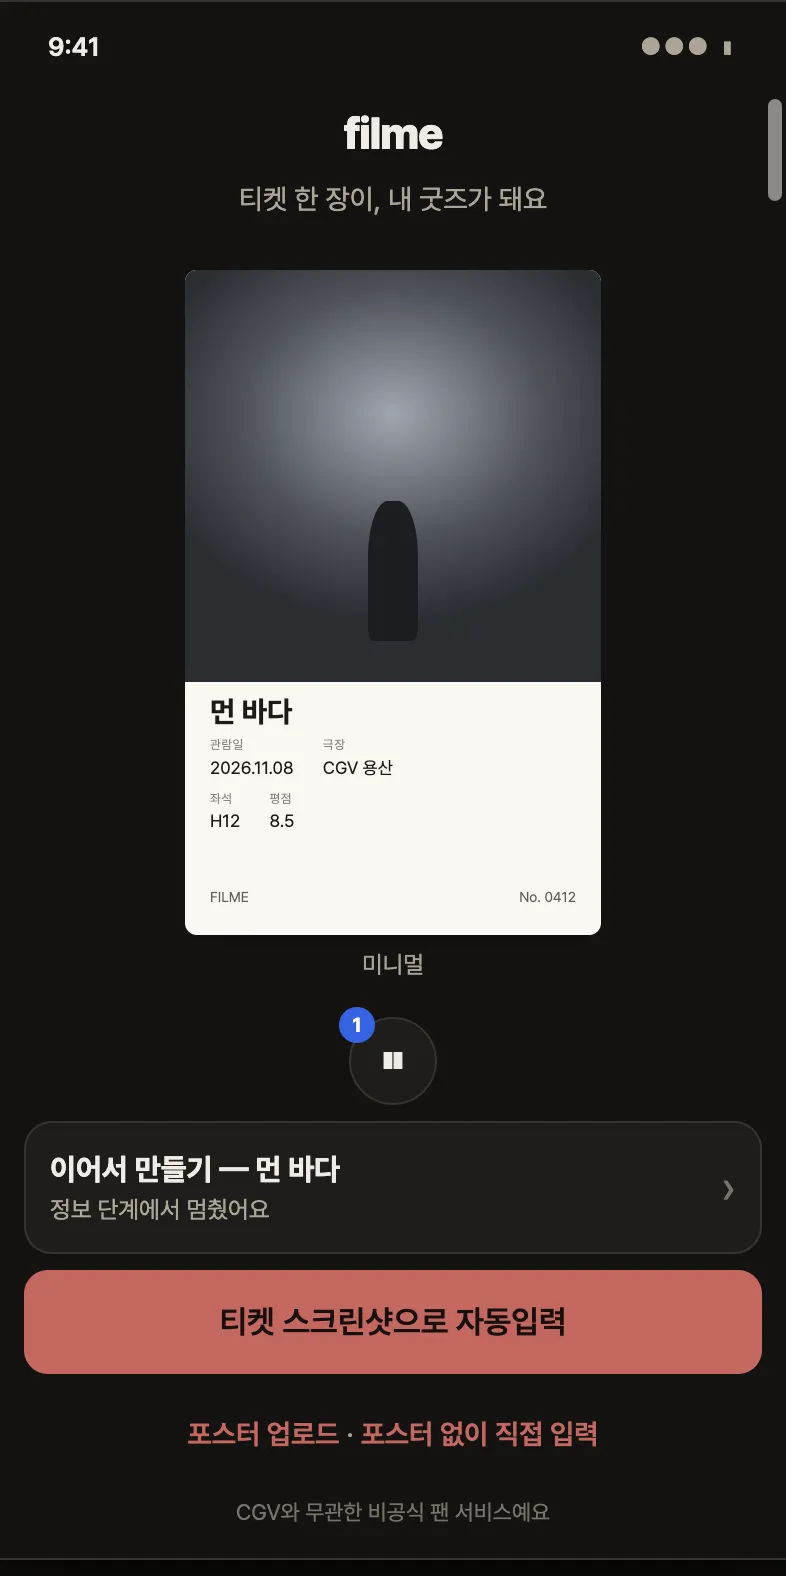 9:41
filme
티켓 한 장이, 내 굿즈가 돼요
먼 바다
관람일 극장
2026.11.08 CGV 용산
좌석 평점
H12 8.5
FILME No. 0412
미니멀
1
이어서 만들기 — 먼 바다
정보 단계에서 멈췄어요
티켓 스크린샷으로 자동입력
포스터 업로드 · 포스터 없이 직접 입력
CGV와 무관한 비공식 팬 서비스예요